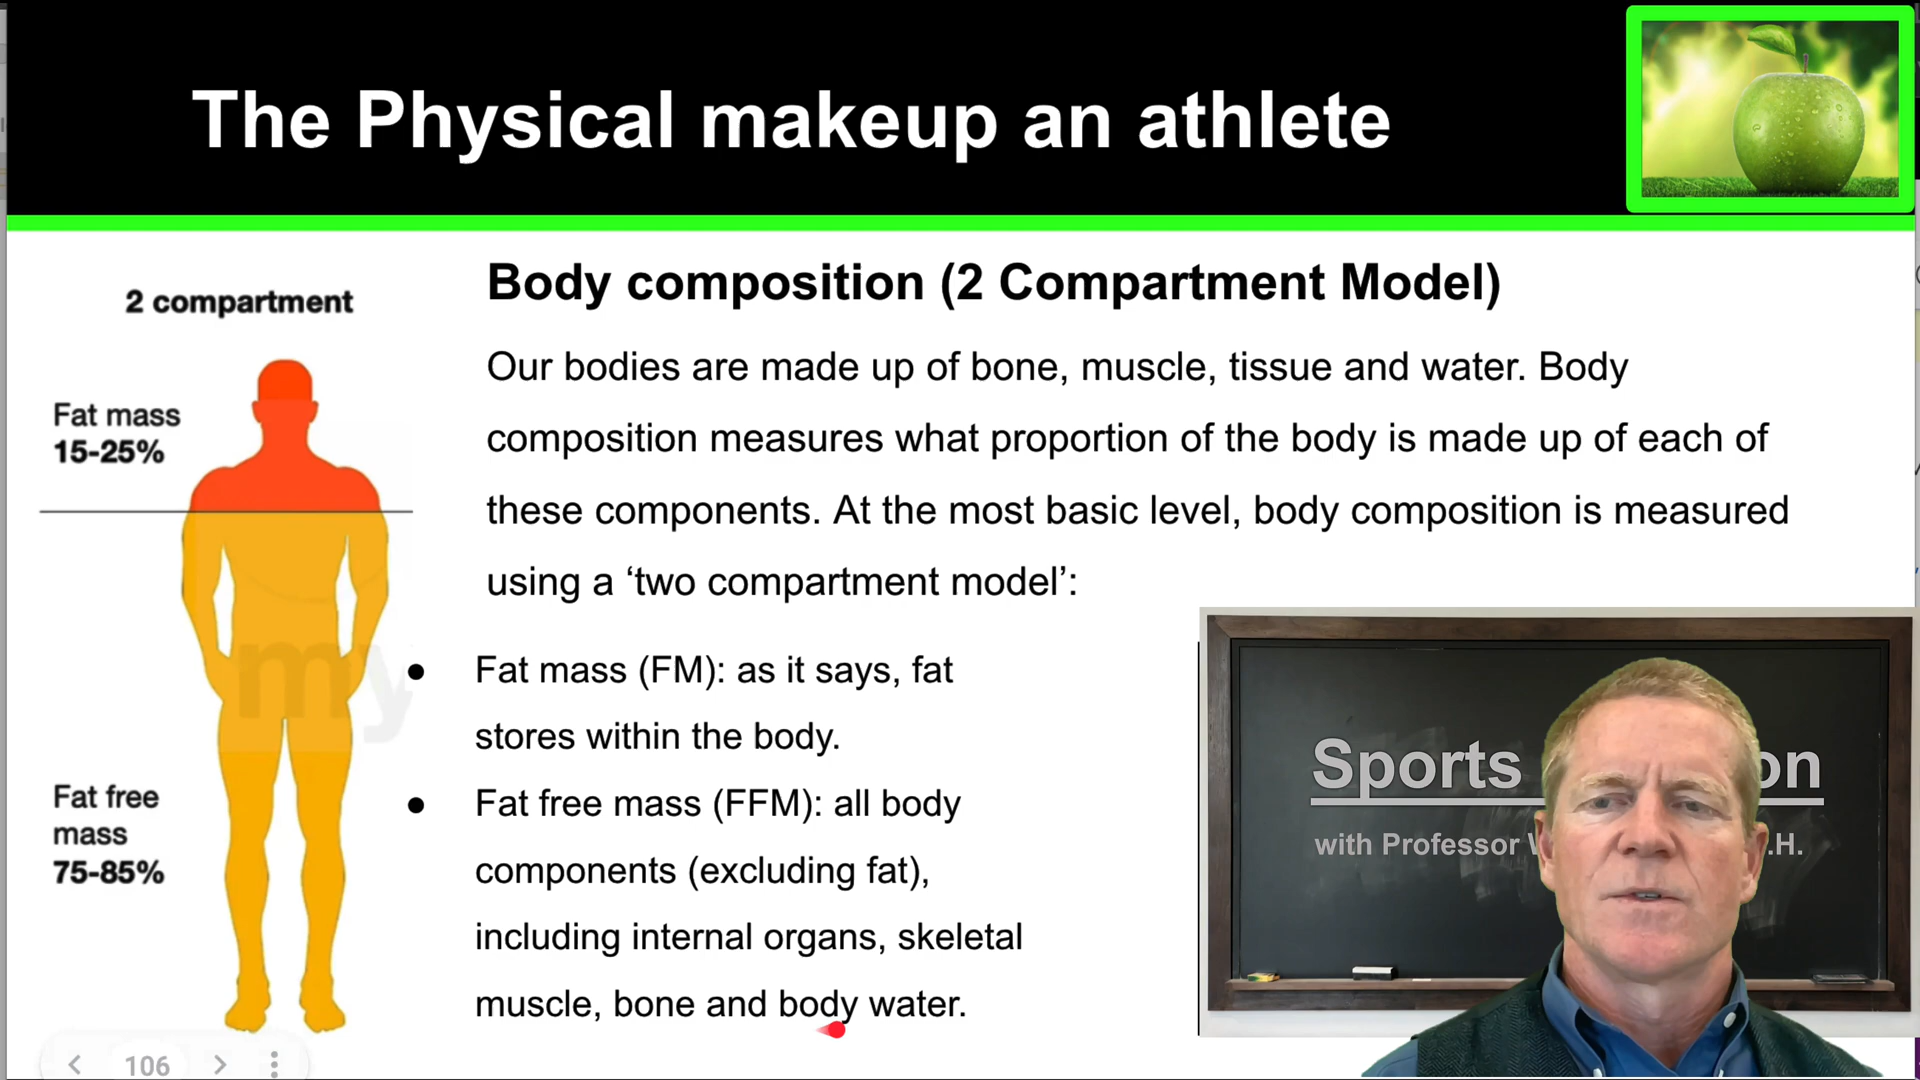 The Physical makeup an athlete
2 compartment
Fat mass
15-25%
Fat free
mass
75-85%
my
Body composition (2 Compartment Model)
Our bodies are made up of bone, muscle, tissue and water. Body
composition measures what proportion of the body is made up of each of
these components. At the most basic level, body composition is measured
using a ‘two compartment model’:
● Fat mass (FM): as it says, fat
stores within the body.
● Fat free mass (FFM): all body
components (excluding fat),
including internal organs, skeletal
muscle, bone and body water.
Sports on
with Professor .H.
106